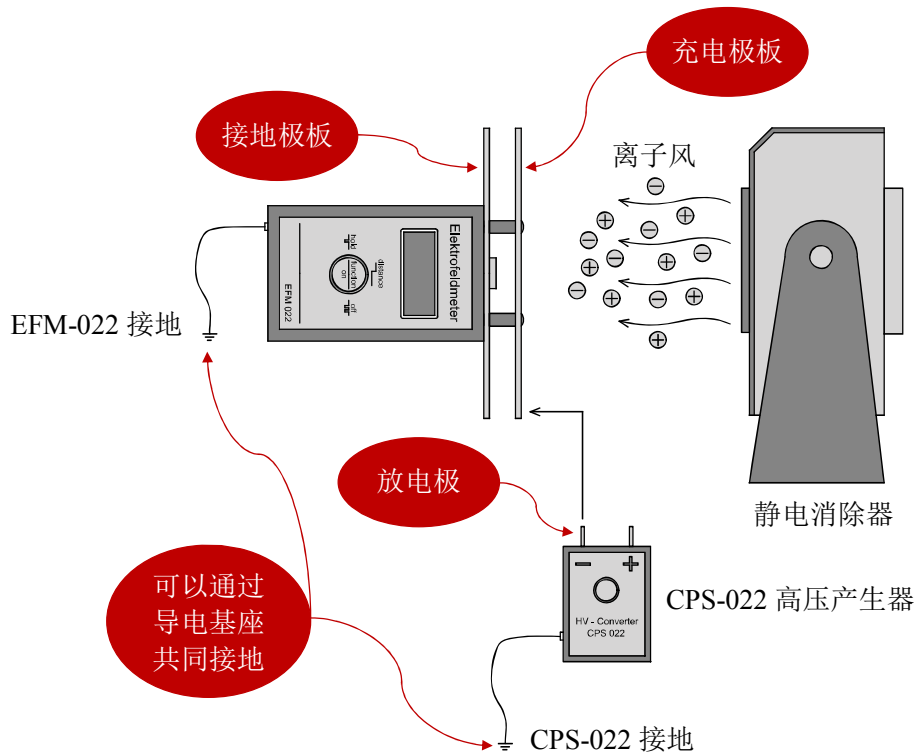 充电极板
接地极板
离子风
Elektrofeldmeter
distance
hold
function
on
off
EFM 022
EFM-022 接地
放电极
静电消除器
可以通过
导电基座
共同接地
CPS-022 高压产生器
HV - Converter
CPS 022
CPS-022 接地